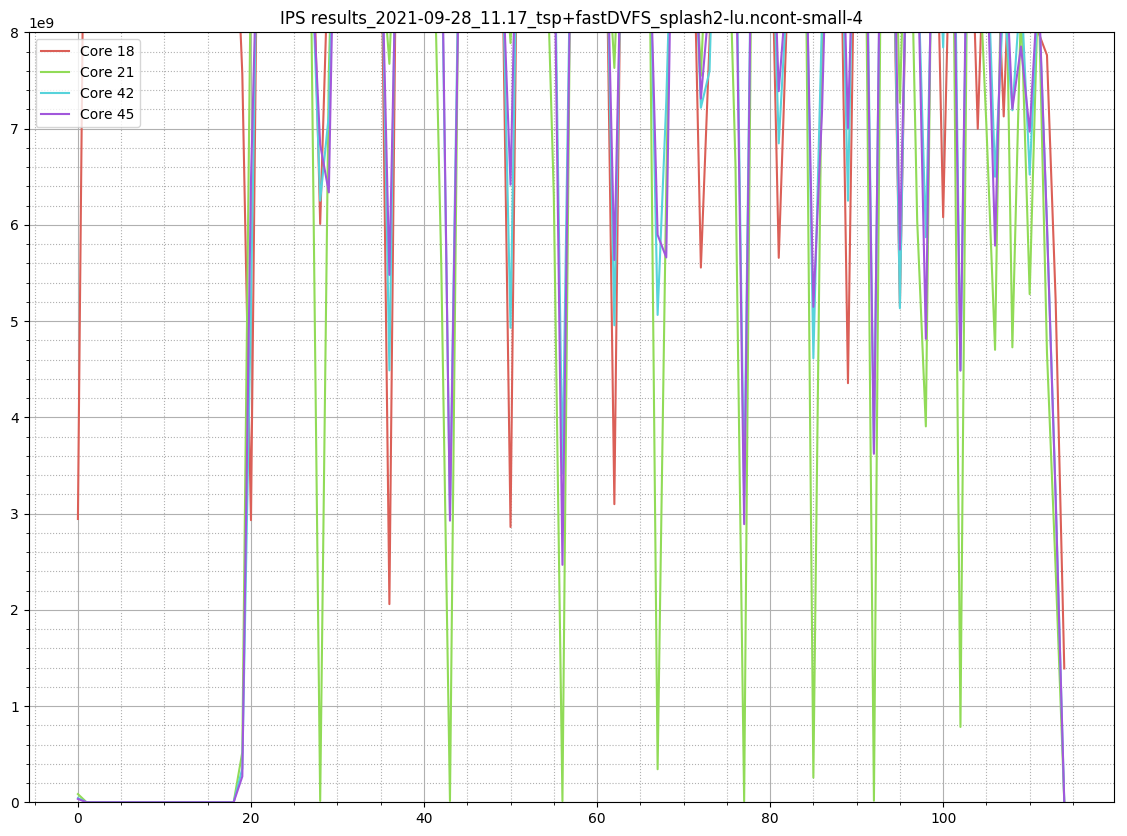 IPS results_2021-09-28_11.17_tsp+fastDVFS_splash2-lu.ncont-small-4
1e9
8
7
6
5
4
3
2
1
0
Core 18
Core 21
Core 42
Core 45
0 20 40 60 80 100